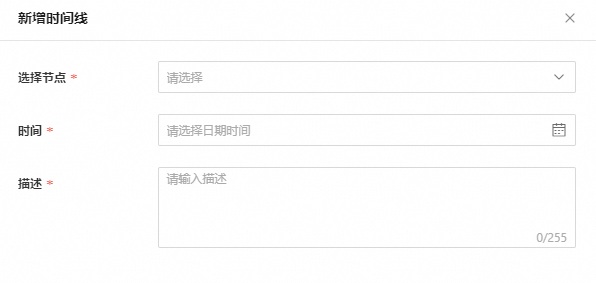 新增时间线
选择节点 * 请选择
时间 * 请选择日期时间
描述 * 请输入描述
0/255